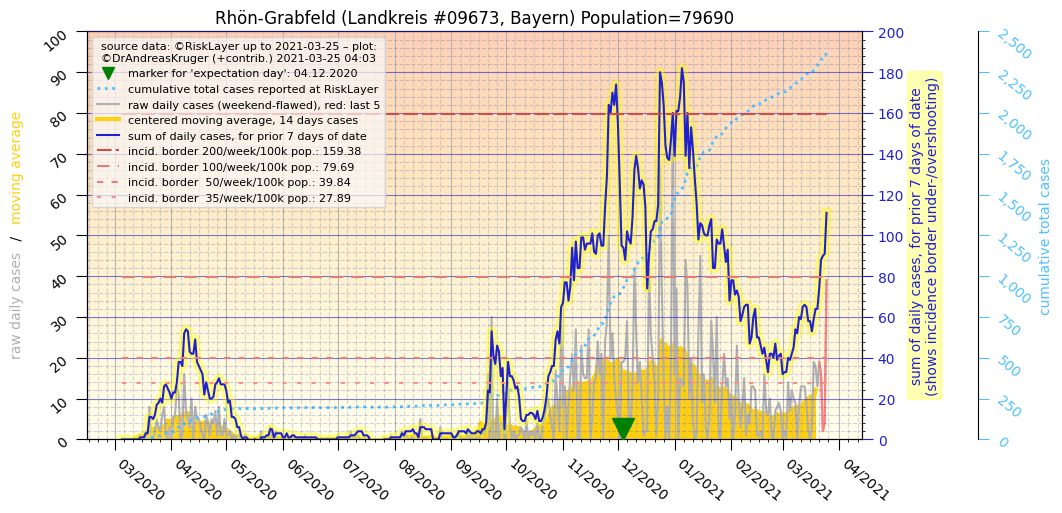 Rhön-Grabfeld (Landkreis #09673, Bayern) Population=79690
source data: ©RiskLayer up to 2021-03-25 – plot:
©DrAndreasKruger (+contrib.) 2021-03-25 04:03
marker for 'expectation day': 04.12.2020
cumulative total cases reported at RiskLayer
raw daily cases (weekend-flawed), red: last 5
centered moving average, 14 days cases
sum of daily cases, for prior 7 days of date
incid. border 200/week/100k pop.: 159.38
incid. border 100/week/100k pop.: 79.69
incid. border  50/week/100k pop.: 39.84
incid. border  35/week/100k pop.: 27.89
raw daily cases  /  moving average
100
90
80
70
60
50
40
30
20
10
0
03/2020
04/2020
05/2020
06/2020
07/2020
08/2020
09/2020
10/2020
11/2020
12/2020
01/2021
02/2021
03/2021
04/2021
200
180
160
140
120
100
80
60
40
20
0
sum of daily cases, for prior 7 days of date
(shows incidence border under-/overshooting)
2,500
2,250
2,000
1,750
1,500
1,250
1,000
750
500
250
0
cumulative total cases